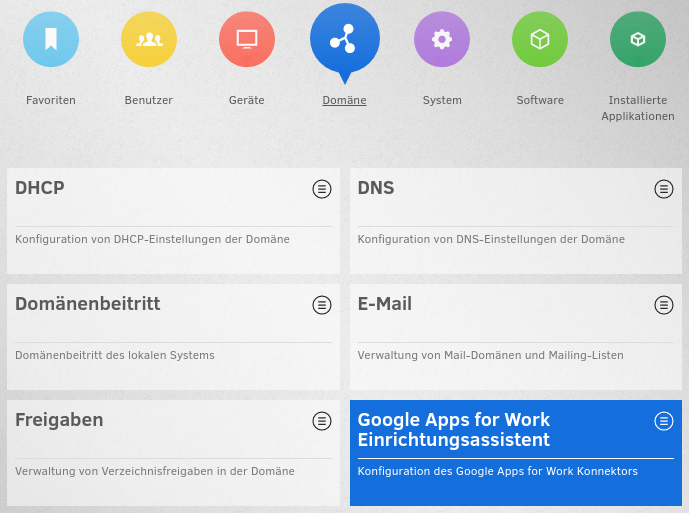 Favoriten
Benutzer
Geräte
Domäne
System
Software
Installierte
Applikationen
DHCP
Konfiguration von DHCP-Einstellungen der Domäne
DNS
Konfiguration von DNS-Einstellungen der Domäne
Domänenbeitritt
Domänenbeitritt des lokalen Systems
E-Mail
Verwaltung von Mail-Domänen und Mailing-Listen
Freigaben
Verwaltung von Verzeichnisfreigaben in der Domäne
Google Apps for Work
Einrichtungsassistent
Konfiguration des Google Apps for Work Konnektors